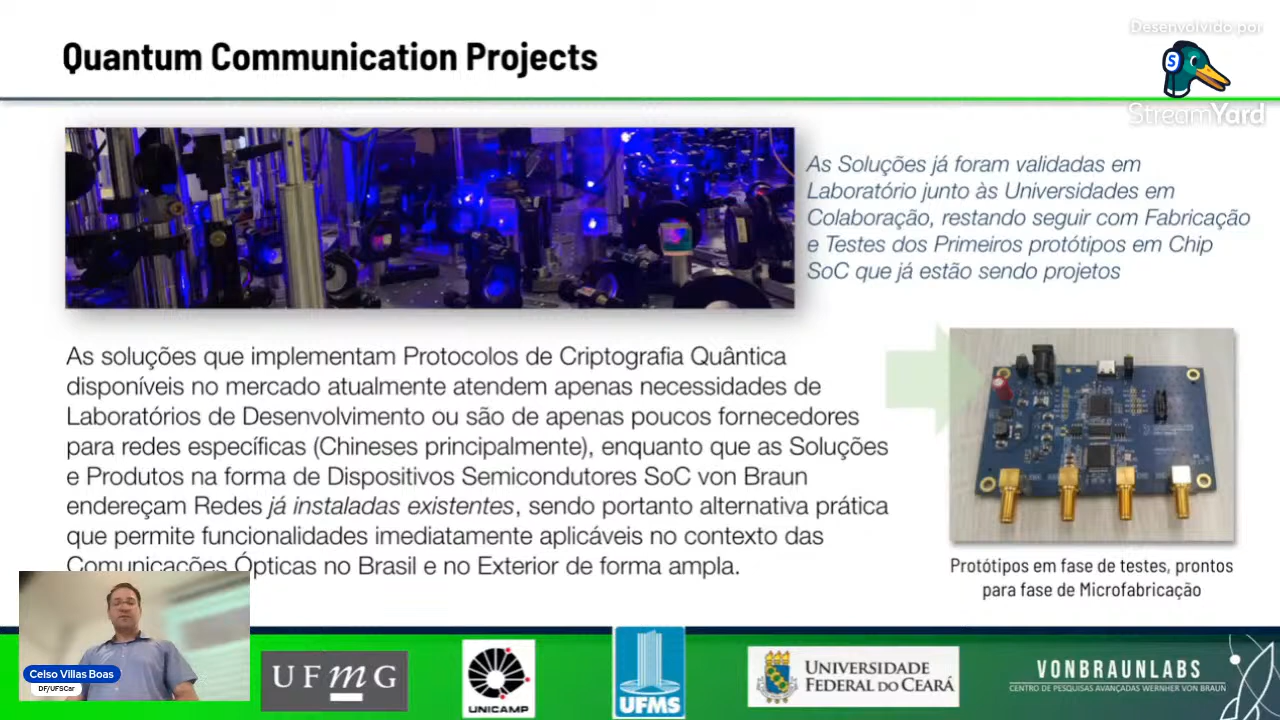 Quantum Communication Projects
Desenvolvido por
StreamYard
As Soluções já foram validadas em
Laboratório junto às Universidades em
Colaboração, restando seguir com Fabricação
e Testes dos Primeiros protótipos em Chip
SoC que já estão sendo projetos
As soluções que implementam Protocolos de Criptografia Quântica
disponíveis no mercado atualmente atendem apenas necessidades de
Laboratórios de Desenvolvimento ou são de apenas poucos fornecedores
para redes específicas (Chineses principalmente), enquanto que as Soluções
e Produtos na forma de Dispositivos Semicondutores SoC von Braun
endereçam Redes já instaladas existentes, sendo portanto alternativa prática
que permite funcionalidades imediatamente aplicáveis no contexto das
Comunicações Ópticas no Brasil e no Exterior de forma ampla.
Protótipos em fase de testes, prontos
para fase de Microfabricação
Celso Villas Boas
DF/UFSCar
UFMG
UNICAMP
UFMS
UNIVERSIDADE
FEDERAL DO CEARÁ
VONBRAUNLABS
CENTRO DE PESQUISAS AVANÇADAS WERNHER VON BRAUN